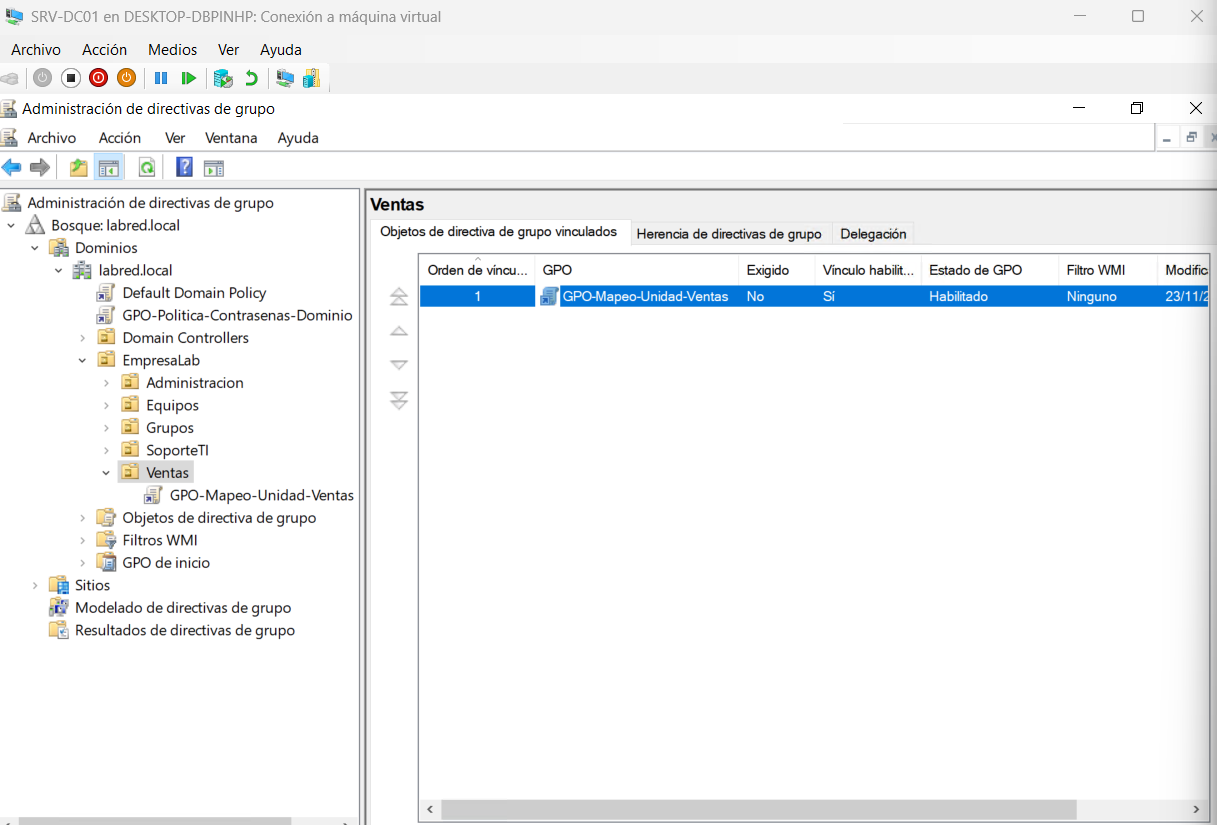 SRV-DC01 en DESKTOP-DBPINHP: Conexión a máquina virtual
Archivo Acción Medios Ver Ayuda
Administración de directivas de grupo
Archivo Acción Ver Ventana Ayuda
Administración de directivas de grupo
Bosque: labred.local
Dominios
labred.local
Default Domain Policy
GPO-Politica-Contrasenas-Dominio
Domain Controllers
EmpresaLab
Administracion
Equipos
Grupos
SoporteTI
Ventas
GPO-Mapeo-Unidad-Ventas
Objetos de directiva de grupo
Filtros WMI
GPO de inicio
Sitios
Modelado de directivas de grupo
Resultados de directivas de grupo
Ventas
Objetos de directiva de grupo vinculados Herencia de directivas de grupo Delegación
Orden de víncu... GPO Exigido Vínculo habilit... Estado de GPO Filtro WMI Modific
1 GPO-Mapeo-Unidad-Ventas No Sí Habilitado Ninguno 23/11/2